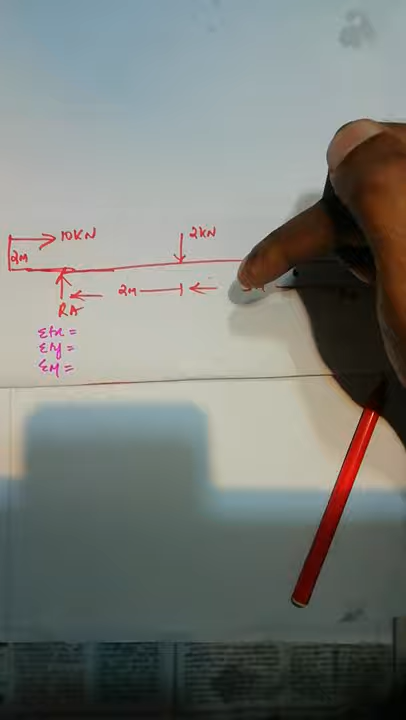 10KN
2KN
2M
2M
RA
ΣFx =
ΣFy =
ΣM =